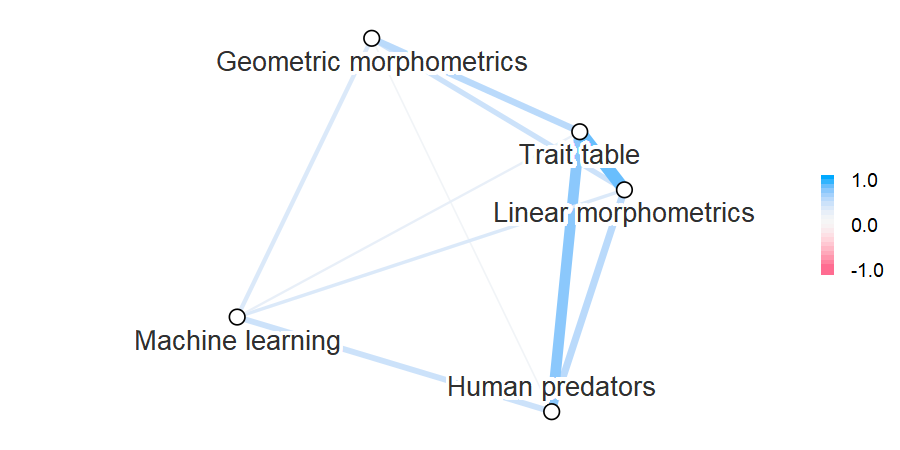 Geometric morphometrics
Trait table
Linear morphometrics
Machine learning
Human predators
1.0
0.0
-1.0